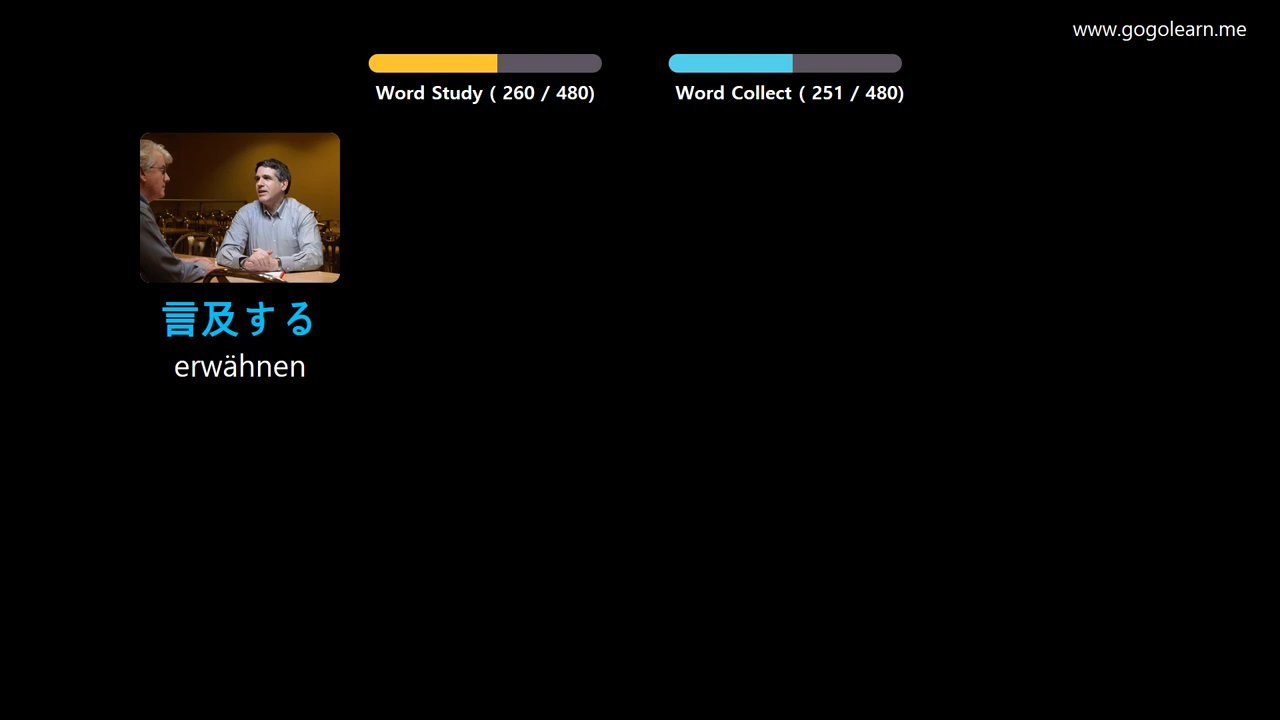 www.gogolearn.me
Word Study ( 260 / 480)
Word Collect ( 251 / 480)
言及する
erwähnen